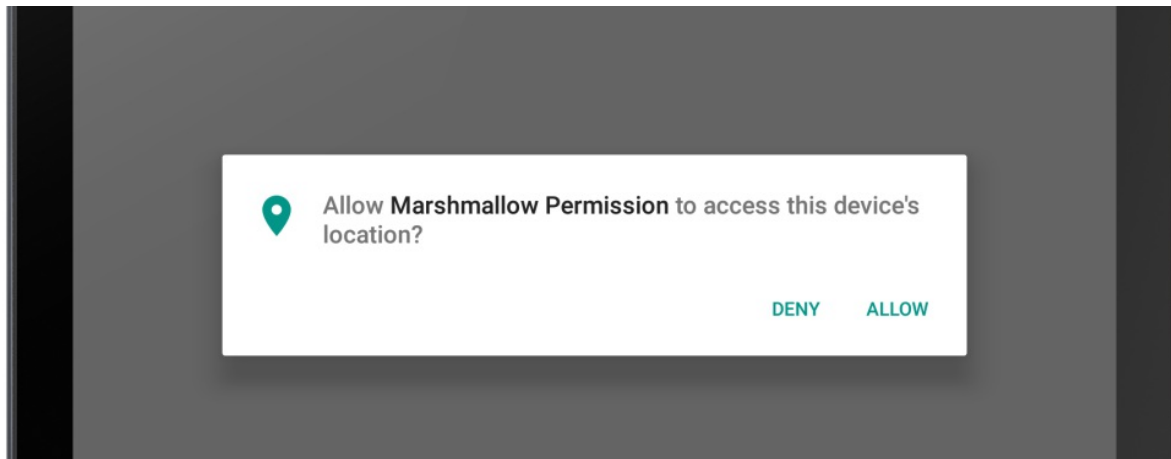 Allow Marshmallow Permission to access this device's
location?
DENY ALLOW